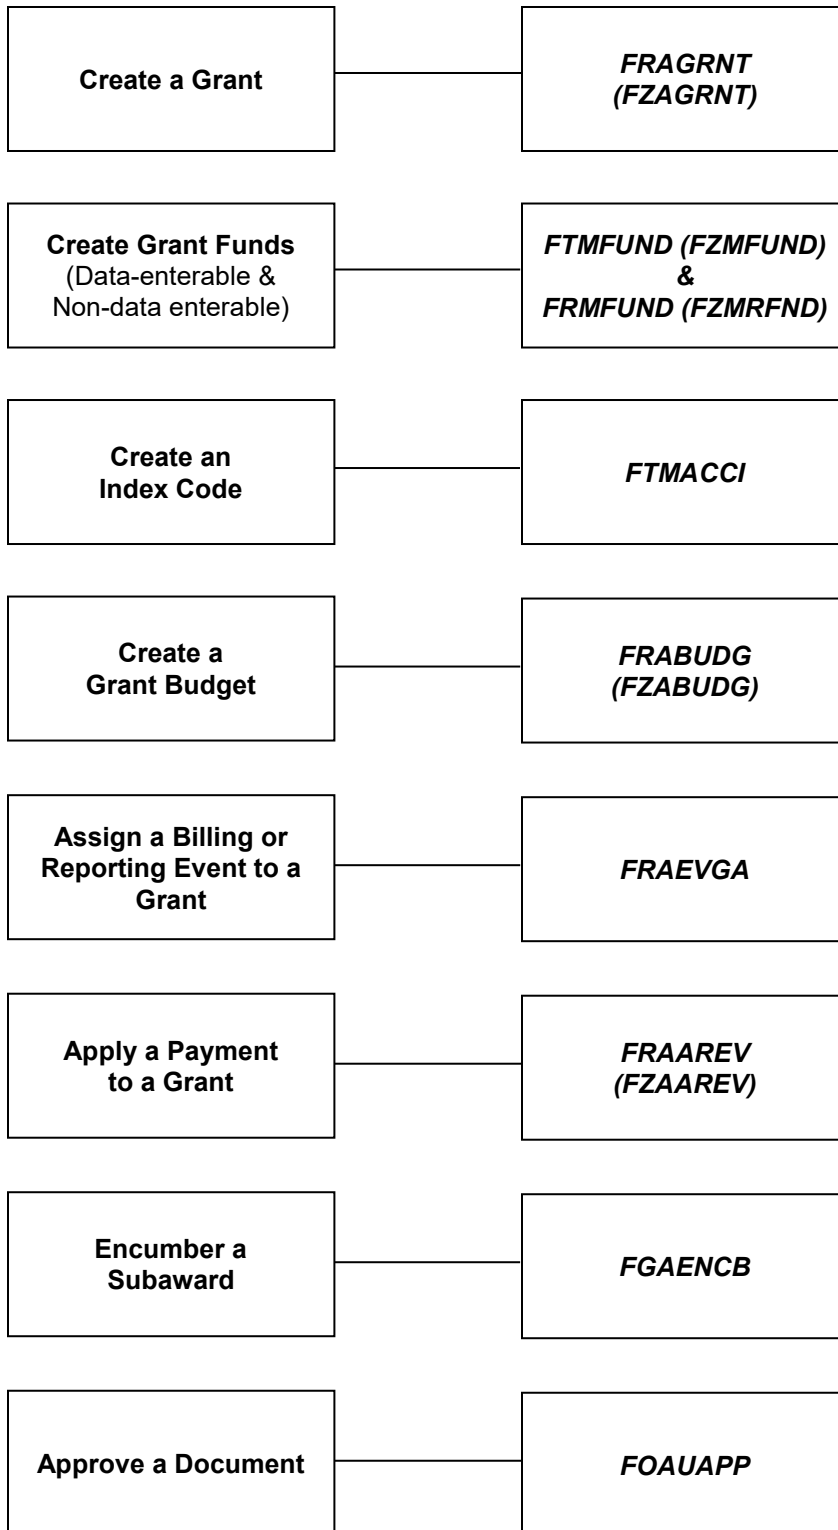 Create a Grant
FRAGRNT
(FZAGRNT)
Create Grant Funds
(Data-enterable &
Non-data enterable)
FTMFUND (FZMFUND)
&
FRMFUND (FZMRFND)
Create an
Index Code
FTMACCI
Create a
Grant Budget
FRABUDG
(FZABUDG)
Assign a Billing or
Reporting Event to a
Grant
FRAEVGA
Apply a Payment
to a Grant
FRAAREV
(FZAAREV)
Encumber a
Subaward
FGAENCB
Approve a Document
FOAUAPP